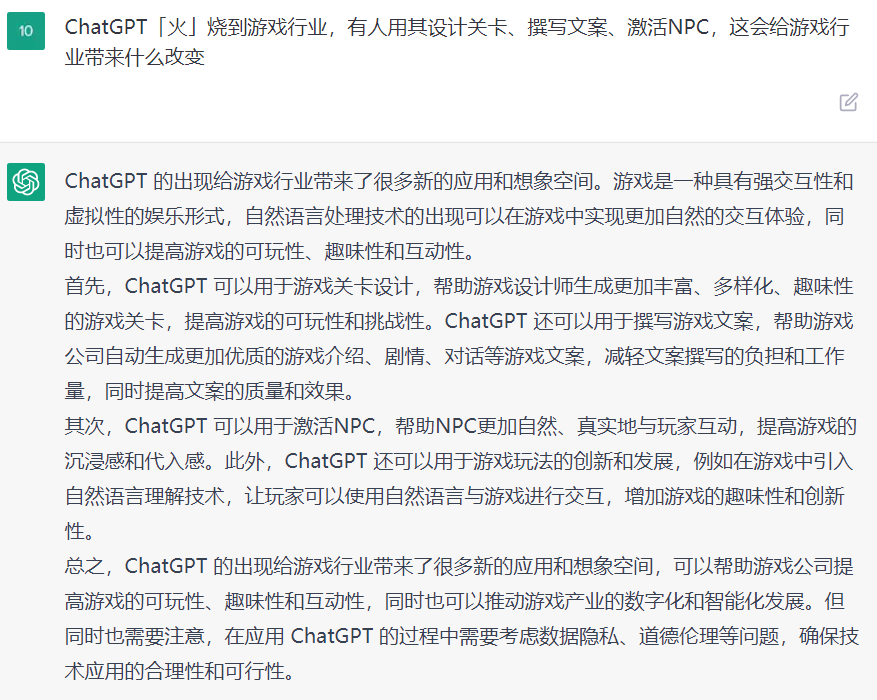 10
ChatGPT「火」烧到游戏行业，有人用其设计关卡、撰写文案、激活NPC，这会给游戏行
业带来什么改变
ChatGPT 的出现给游戏行业带来了很多新的应用和想象空间。游戏是一种具有强交互性和
虚拟性的娱乐形式，自然语言处理技术的出现可以在游戏中实现更加自然的交互体验，同
时也可以提高游戏的可玩性、趣味性和互动性。
首先，ChatGPT 可以用于游戏关卡设计，帮助游戏设计师生成更加丰富、多样化、趣味性
的游戏关卡，提高游戏的可玩性和挑战性。ChatGPT 还可以用于撰写游戏文案，帮助游戏
公司自动生成更加优质的游戏介绍、剧情、对话等游戏文案，减轻文案撰写的负担和工作
量，同时提高文案的质量和效果。
其次，ChatGPT 可以用于激活NPC，帮助NPC更加自然、真实地与玩家互动，提高游戏的
沉浸感和代入感。此外，ChatGPT 还可以用于游戏玩法的创新和发展，例如在游戏中引入
自然语言理解技术，让玩家可以使用自然语言与游戏进行交互，增加游戏的趣味性和创新
性。
总之，ChatGPT 的出现给游戏行业带来了很多新的应用和想象空间，可以帮助游戏公司提
高游戏的可玩性、趣味性和互动性，同时也可以推动游戏产业的数字化和智能化发展。但
同时也需要注意，在应用 ChatGPT 的过程中需要考虑数据隐私、道德伦理等问题，确保技
术应用的合理性和可行性。